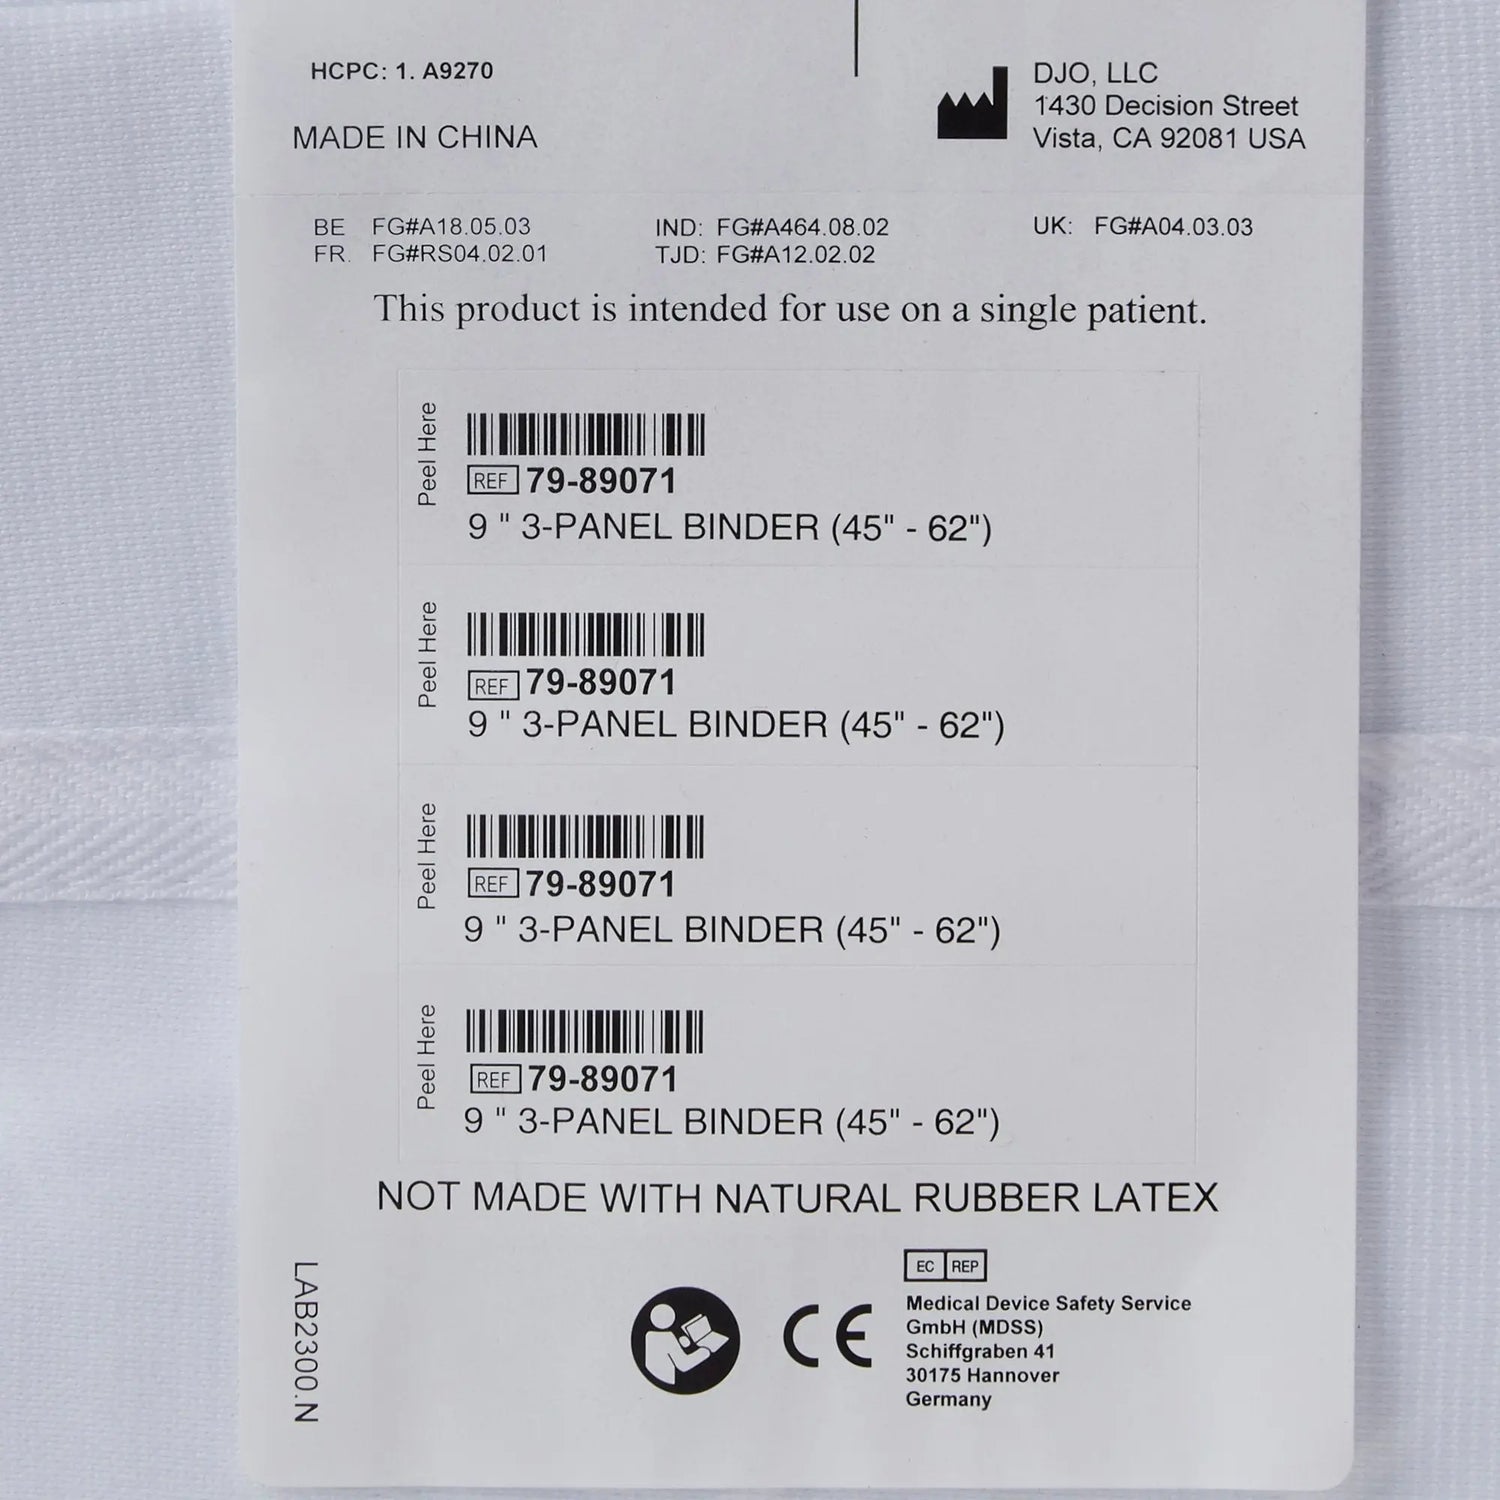 HCPC: 1. A9270
MADE IN CHINA
DJO, LLC
1430 Decision Street
Vista, CA 92081 USA
BE FG#A18.05.03
FR. FG#RS04.02.01
IND: FG#A464.08.02
TJD: FG#A12.02.02
UK: FG#A04.03.03
This product is intended for use on a single patient.
Peel Here
REF 79-89071
9 " 3-PANEL BINDER (45" - 62")
Peel Here
REF 79-89071
9 " 3-PANEL BINDER (45" - 62")
Peel Here
REF 79-89071
9 " 3-PANEL BINDER (45" - 62")
Peel Here
REF 79-89071
9 " 3-PANEL BINDER (45" - 62")
NOT MADE WITH NATURAL RUBBER LATEX
LAB2300.N
CE
EC REP
Medical Device Safety Service
GmbH (MDSS)
Schiffgraben 41
30175 Hannover
Germany